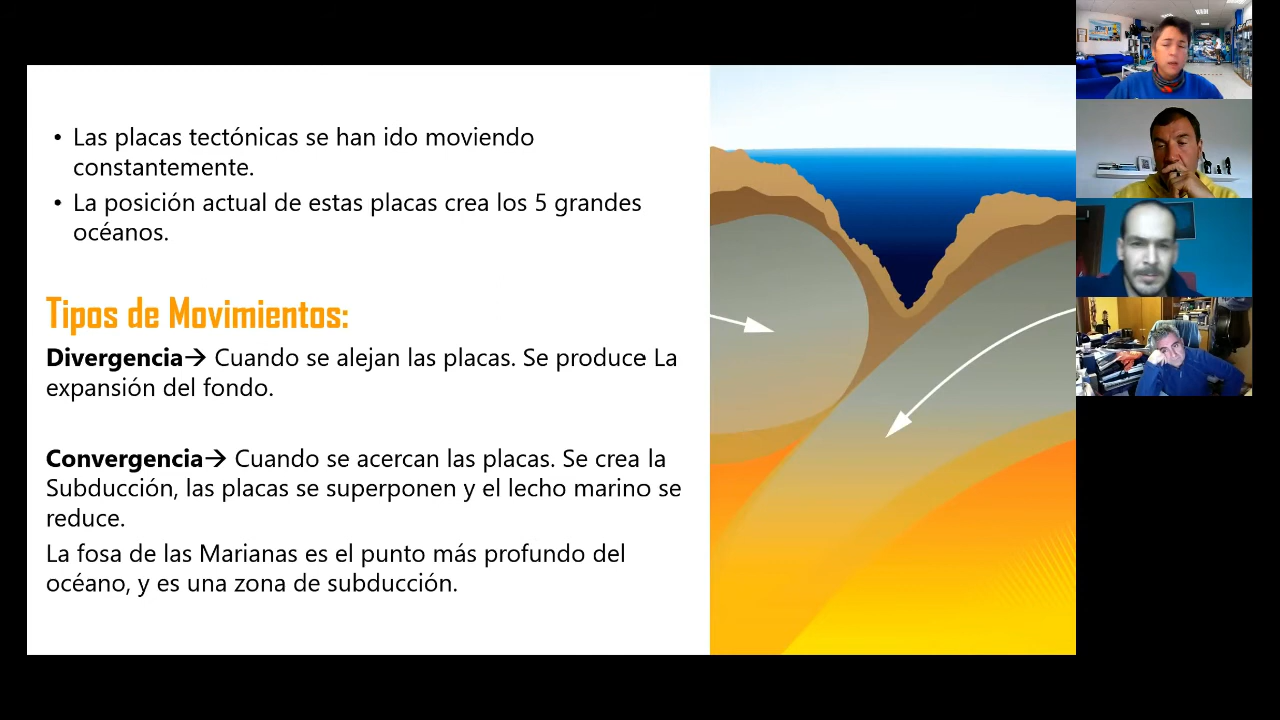 • Las placas tectónicas se han ido moviendo
constantemente.
• La posición actual de estas placas crea los 5 grandes
océanos.
Tipos de Movimientos:
Divergencia→ Cuando se alejan las placas. Se produce La
expansión del fondo.
Convergencia→ Cuando se acercan las placas. Se crea la
Subducción, las placas se superponen y el lecho marino se
reduce.
La fosa de las Marianas es el punto más profundo del
océano, y es una zona de subducción.